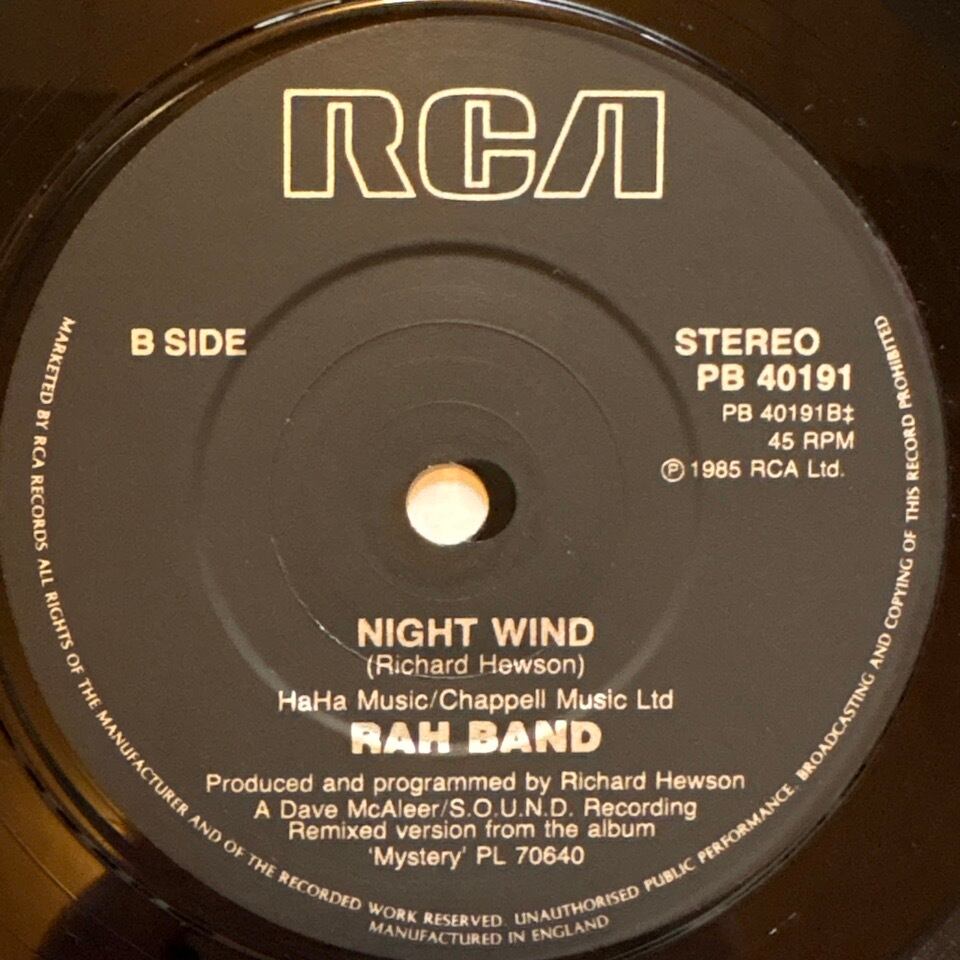 RCA
B SIDE
STEREO
PB 40191
PB 40191B‡
45 RPM
Ⓟ 1985 RCA Ltd.
NIGHT WIND
(Richard Hewson)
HaHa Music/Chappell Music Ltd
RAH BAND
Produced and programmed by Richard Hewson
A Dave McAleer/S.O.U.N.D. Recording
Remixed version from the album
'Mystery' PL 70640
MARKETED BY RCA RECORDS ALL RIGHTS OF THE MANUFACTURER AND OF THE RECORDED WORK RESERVED. UNAUTHORISED PUBLIC PERFORMANCE. BROADCASTING AND COPYING OF THIS RECORD PROHIBITED
MANUFACTURED IN ENGLAND